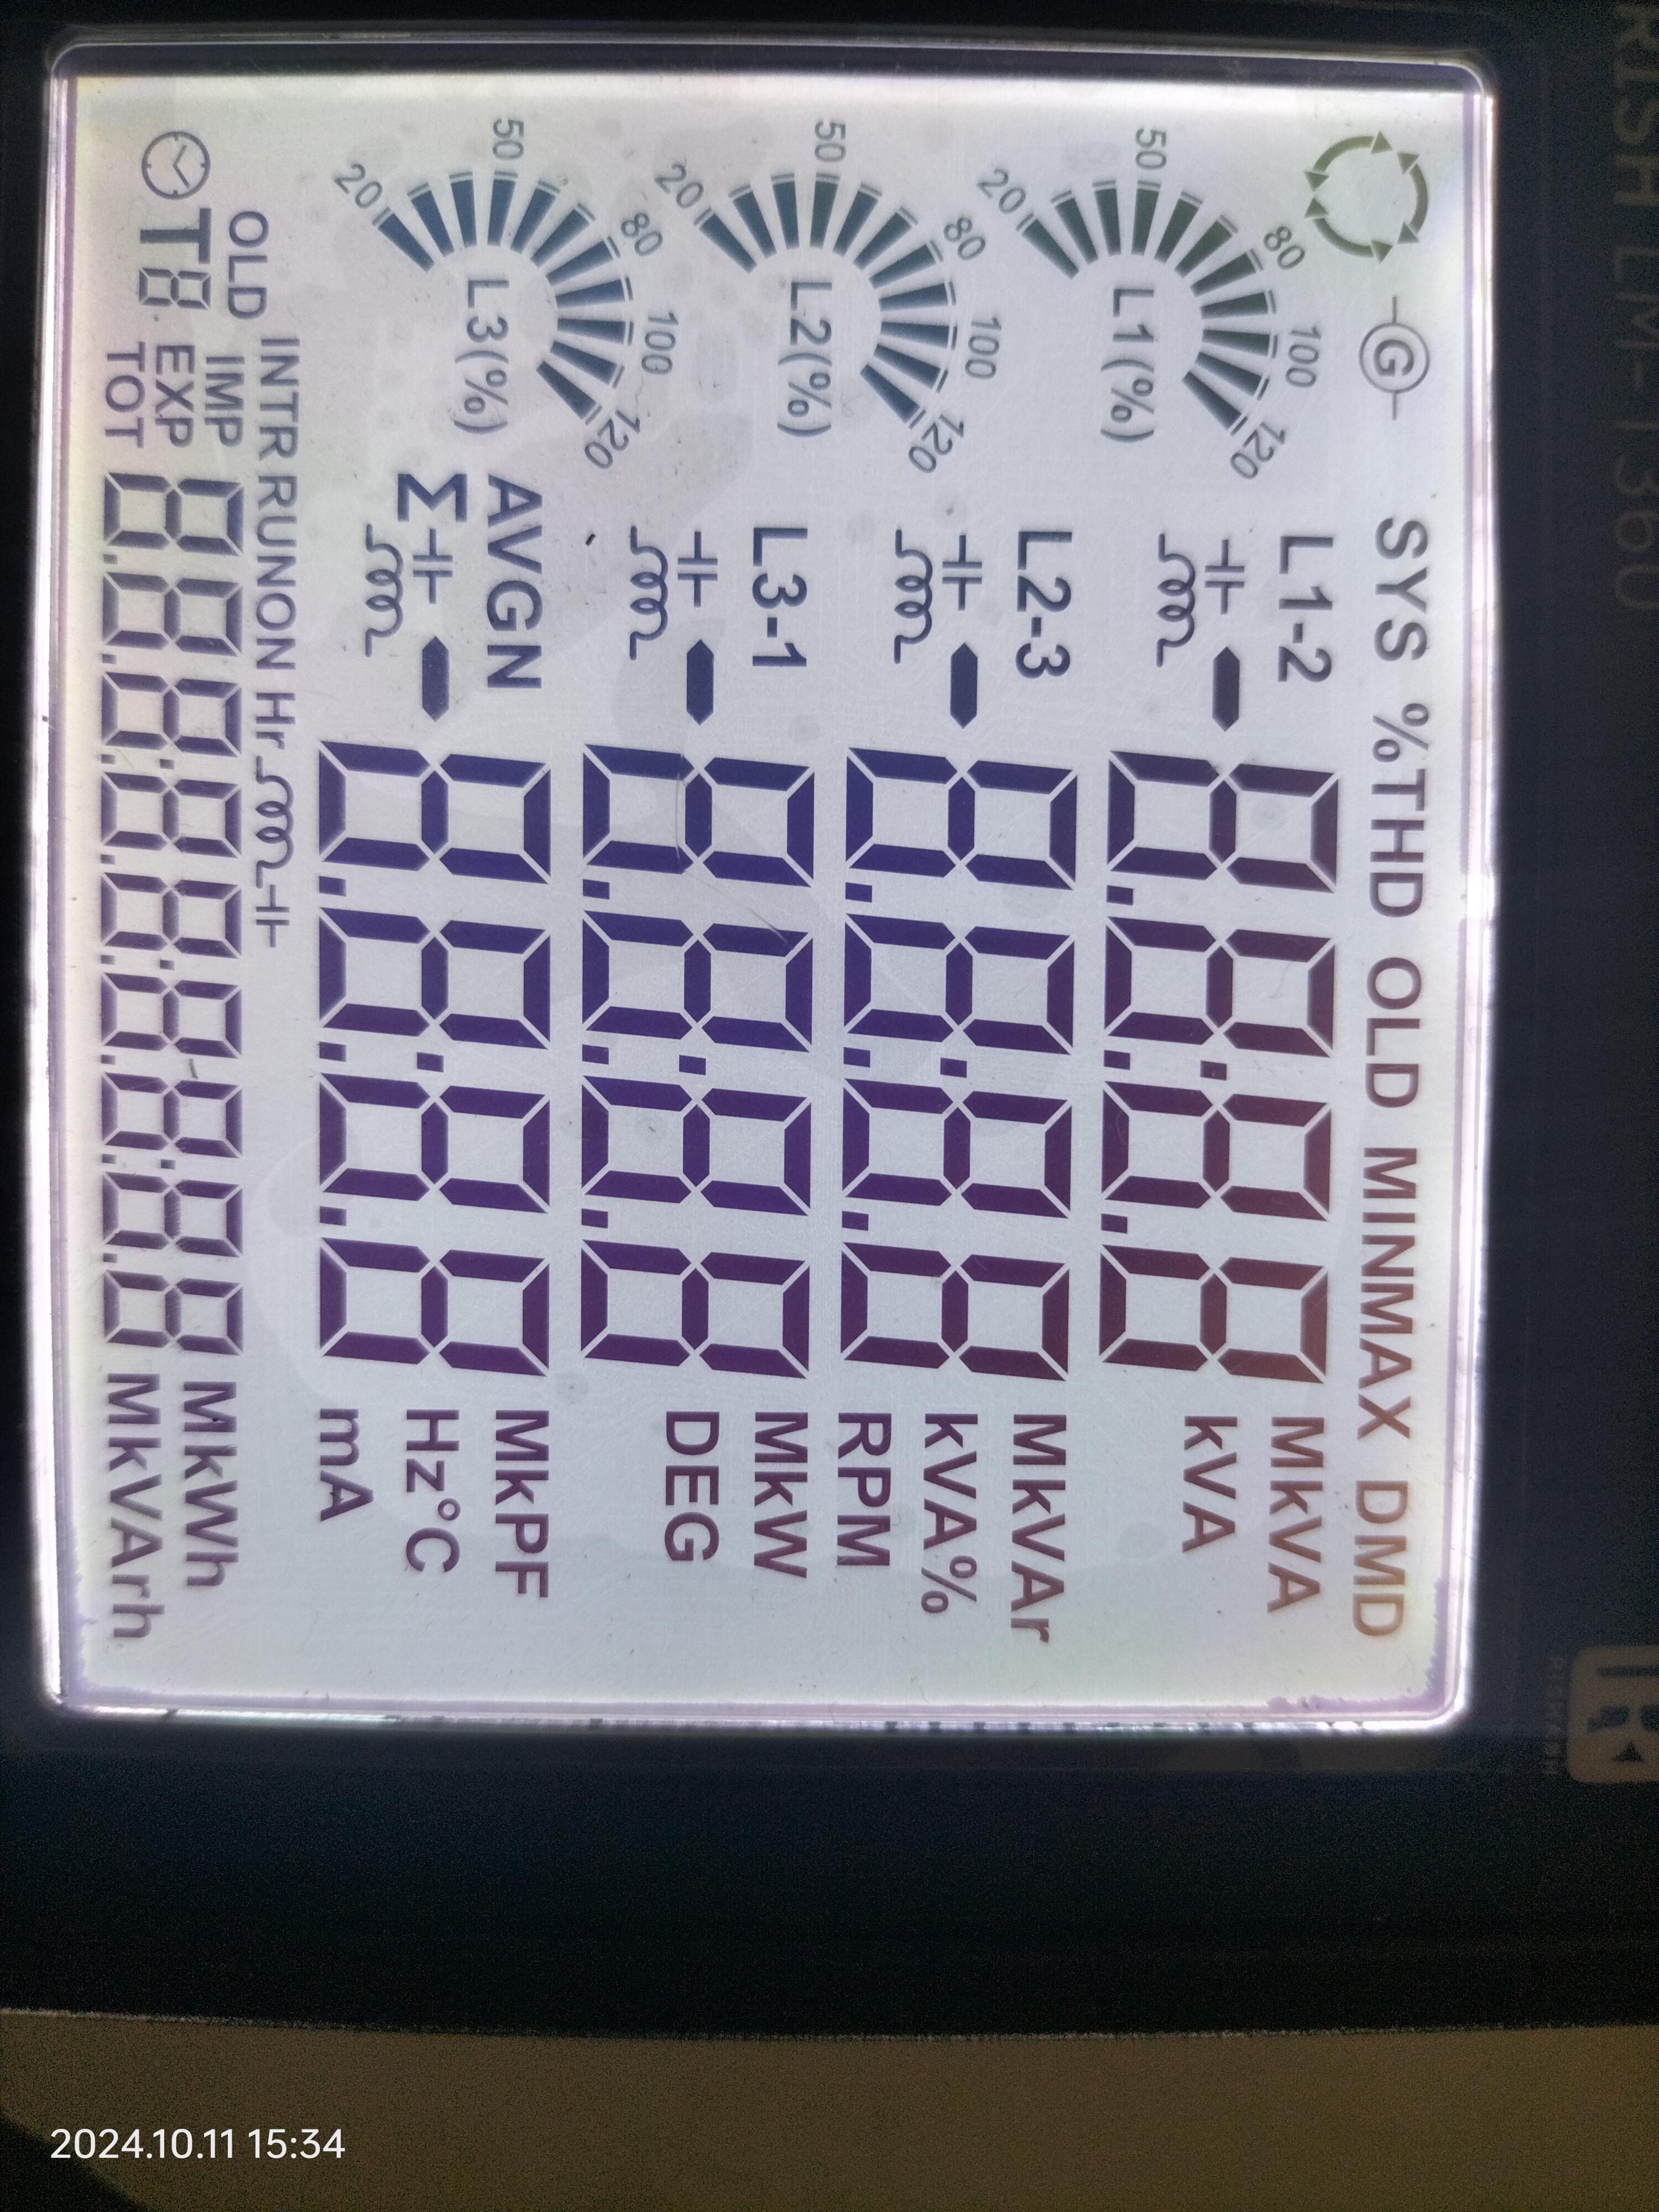 RISH LM-1360
G SYS %THD OLD MINMAX DMD
20 50 80 100 120
L1(%)
L1-2 8.8:8.8 MkVA
kVA
20 50 80 100 120
L2(%)
L2-3 8.8:8.8 MkVAr
kVA%
RPM
20 50 80 100 120
L3(%)
L3-1 8.8:8.8 MkW
DEG
AVGN 8.8:8.8 MkPF
Σ Hz°C
mA
OLD INTR RUNON Hr
T8 IMP EXP TOT 8.8.8:8.8:8.8:8.8 MkWh
MkVArh
2024.10.11 15:34